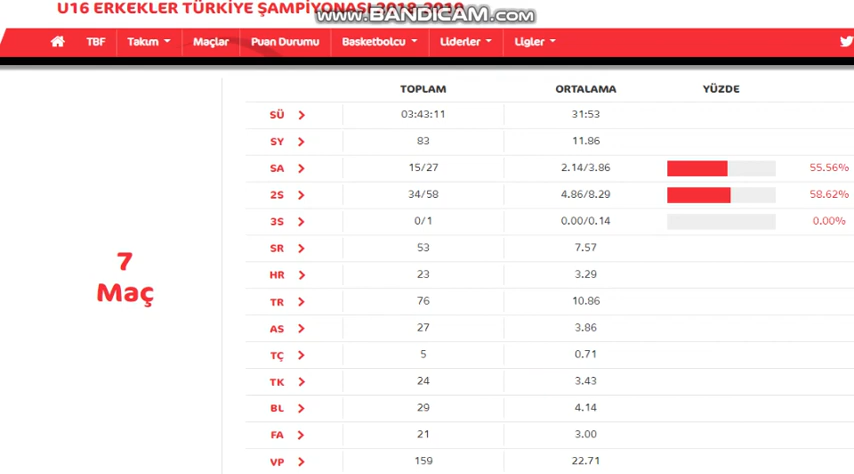 U16 ERKEKLER TÜRKİYE ŞAMPİYONASI 2018-2019
www.BANDICAM.com
TBF Takım Maçlar Puan Durumu Basketbolcu Liderler Ligler
TOPLAM ORTALAMA YÜZDE
SÜ 03:43:11 31:53
SY 83 11.86
SA 15/27 2.14/3.86 55.56%
2S 34/58 4.86/8.29 58.62%
3S 0/1 0.00/0.14 0.00%
SR 53 7.57
7
Maç
HR 23 3.29
TR 76 10.86
AS 27 3.86
TÇ 5 0.71
TK 24 3.43
BL 29 4.14
FA 21 3.00
VP 159 22.71